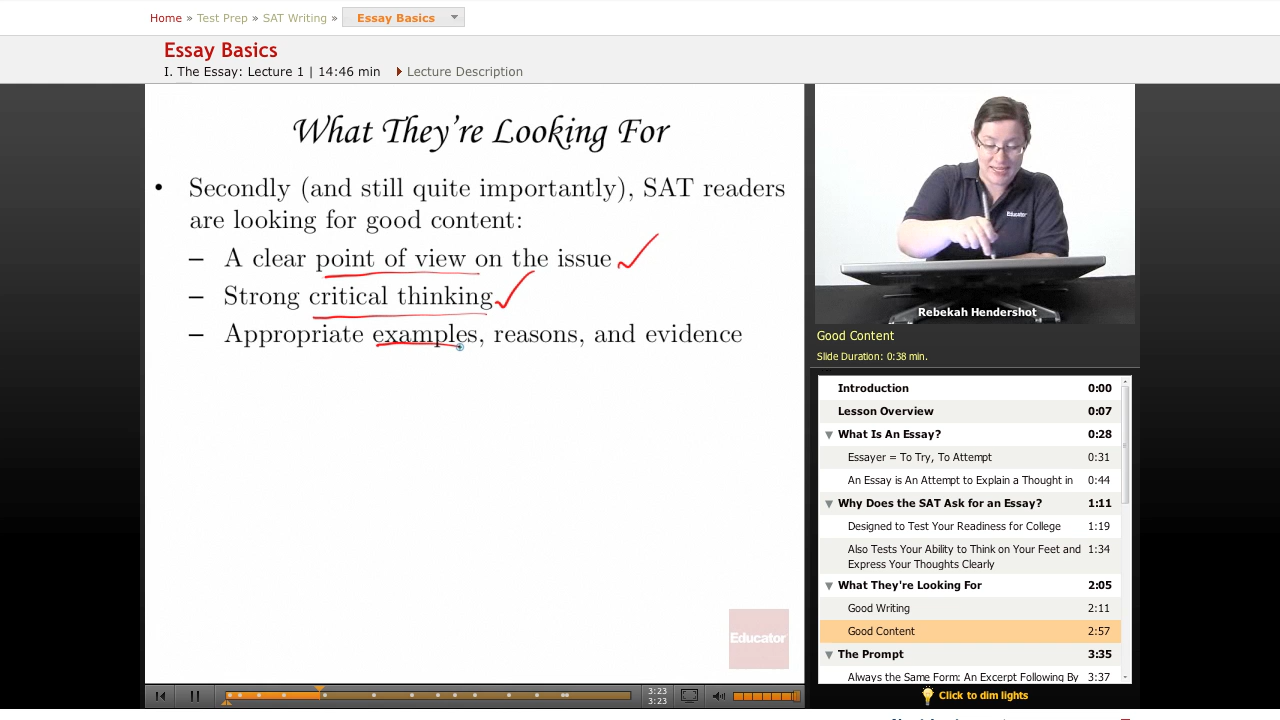 Home » Test Prep » SAT Writing » Essay Basics
Essay Basics
I. The Essay: Lecture 1 | 14:46 min Lecture Description
What They're Looking For
• Secondly (and still quite importantly), SAT readers
are looking for good content:
– A clear point of view on the issue
– Strong critical thinking
– Appropriate examples, reasons, and evidence
Educator
Educator
Rebekah Hendershot
Good Content
Slide Duration: 0:38 min.
Introduction 0:00
Lesson Overview 0:07
What Is An Essay? 0:28
Essayer = To Try, To Attempt 0:31
An Essay is An Attempt to Explain a Thought in 0:44
Why Does the SAT Ask for an Essay? 1:11
Designed to Test Your Readiness for College 1:19
Also Tests Your Ability to Think on Your Feet and 1:34
Express Your Thoughts Clearly
What They're Looking For 2:05
Good Writing 2:11
Good Content 2:57
The Prompt 3:35
Always the Same Form: An Excerpt Following By 3:37
3:23
3:23
Click to dim lights